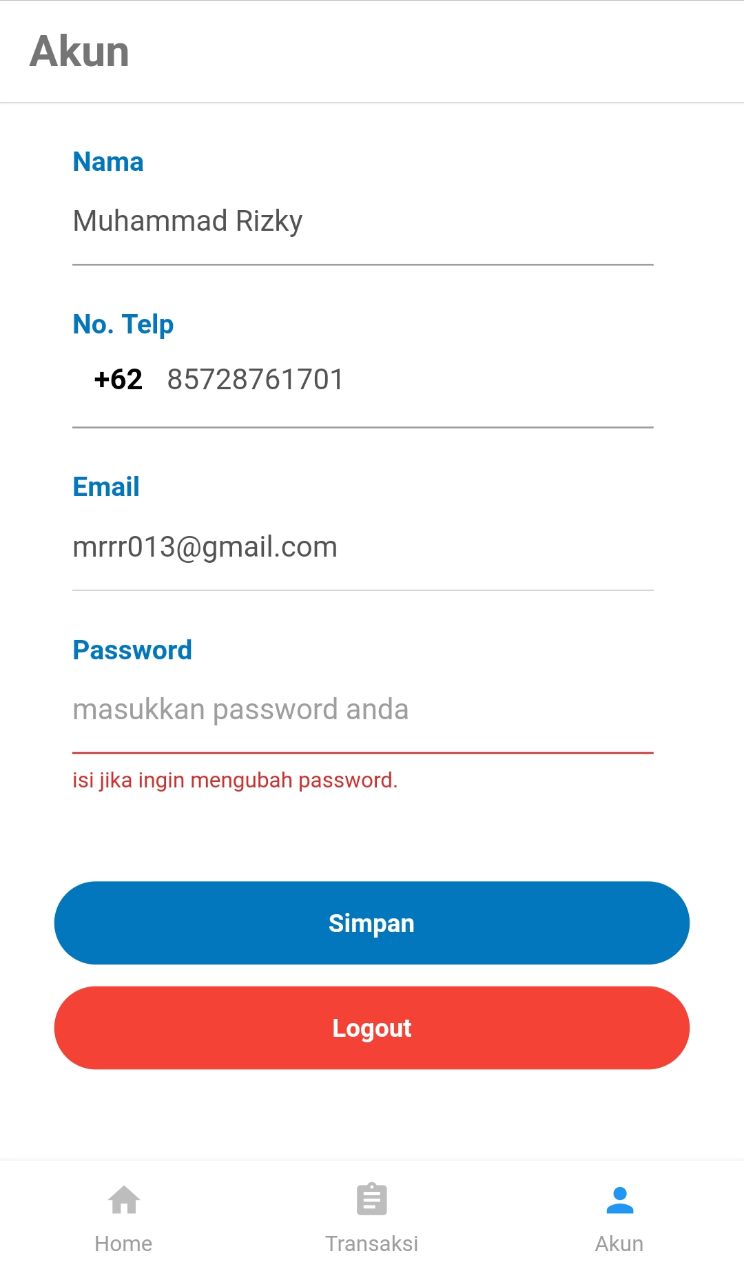 Akun
Nama
Muhammad Rizky
No. Telp
+62 85728761701
Email
mrrr013@gmail.com
Password
masukkan password anda
isi jika ingin mengubah password.
Simpan
Logout
Home Transaksi Akun